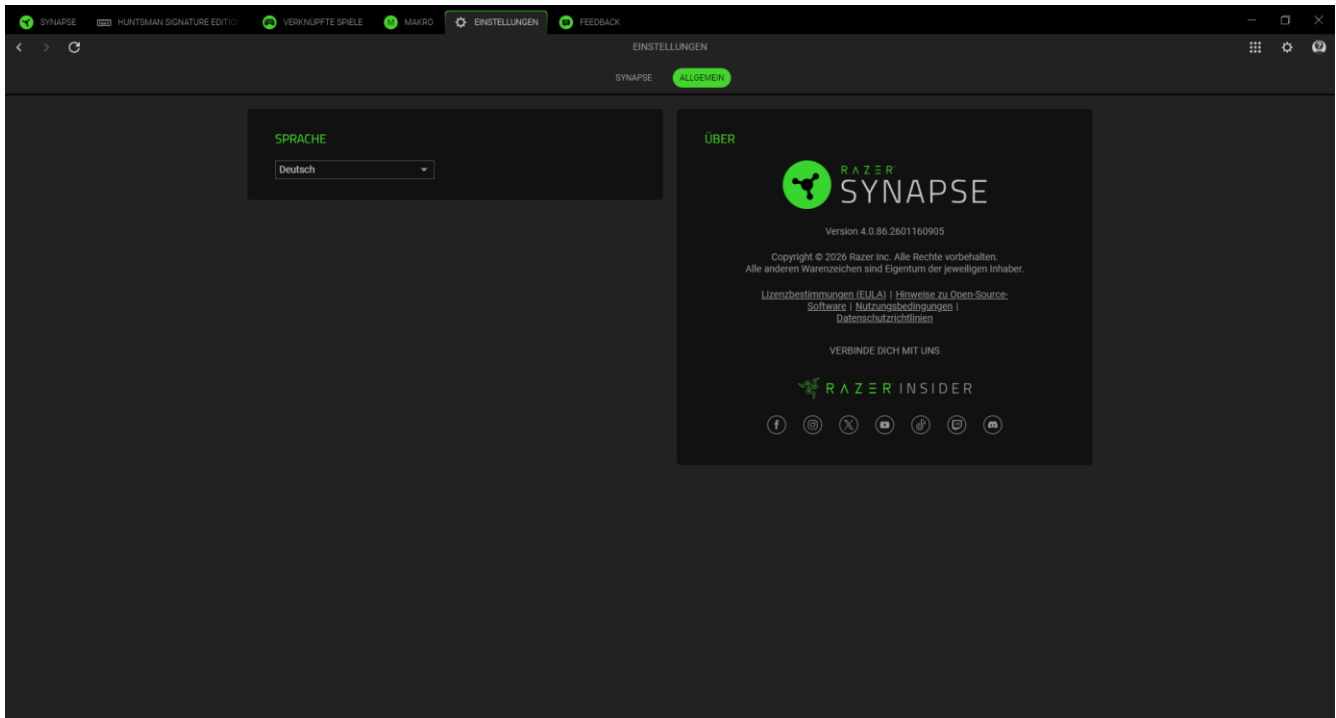 SYNAPSE HUNTSMAN SIGNATURE EDITION VERKNÜPFTE SPIELE M MAKRO EINSTELLUNGEN FEEDBACK
EINSTELLUNGEN
SYNAPSE ALLGEMEIN
SPRACHE
Deutsch
ÜBER
RAZER
SYNAPSE
Version 4.0.86.2601160905
Copyright © 2026 Razer Inc. Alle Rechte vorbehalten.
Alle anderen Warenzeichen sind Eigentum der jeweiligen Inhaber.
Lizenzbestimmungen (EULA) | Hinweise zu Open-Source-
Software | Nutzungsbedingungen |
Datenschutzrichtlinien
VERBINDE DICH MIT UNS
RAZER INSIDER